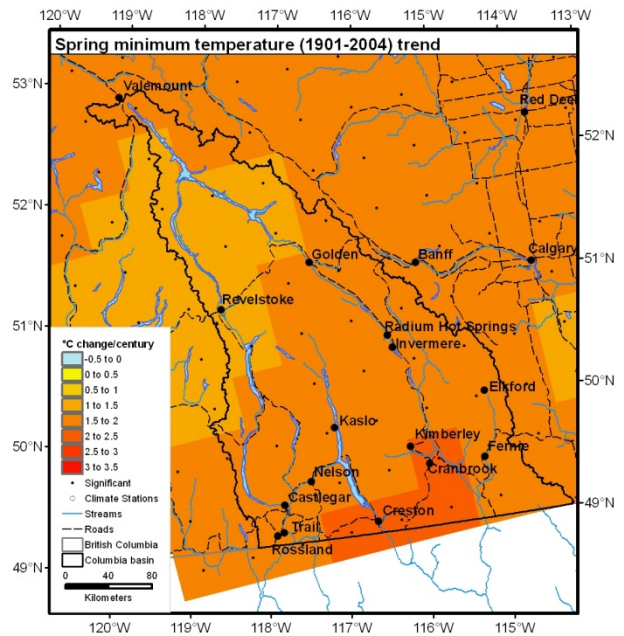 120°W 119°W 118°W 117°W 116°W 115°W 114°W 113°W
Spring minimum temperature (1901-2004) trend
53°N
Valemount
Red Deer
52°N
52°N
Golden
Banff
Calgary
51°N
Revelstoke
51°N
Radium Hot Springs
Invermere
°C change/century
-0.5 to 0
0 to 0.5
0.5 to 1
1 to 1.5
1.5 to 2
2 to 2.5
2.5 to 3
3 to 3.5
Significant
Climate Stations
Streams
Roads
British Columbia
Columbia basin
0 40 80
Kilometers
50°N
Elkford
Kaslo
Kimberley
50°N
Fernie
Cranbrook
Nelson
Castlegar
Creston
49°N
Trail
Rossland
49°N
120°W 119°W 118°W 117°W 116°W 115°W 114°W